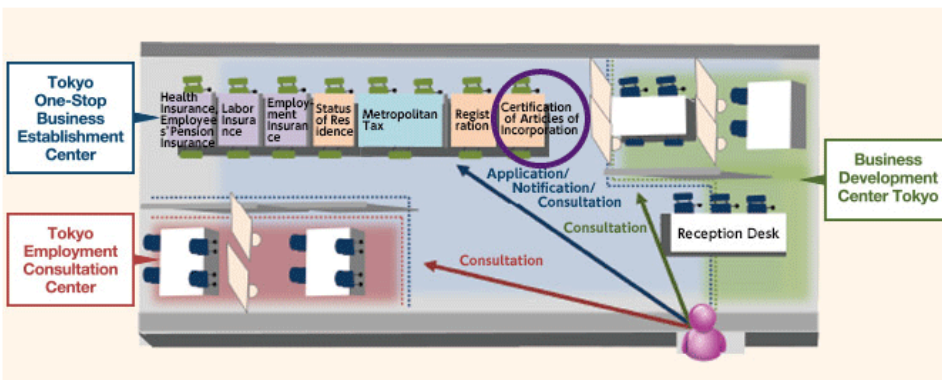 Tokyo
One-Stop
Business
Establishment
Center
Health
Insurance,
Employee
s' Pension
Insurance
Labor
Insura
nce
Employ-
ment
Insuran
ce
Status
of Res
idence
Metropolitan
Tax
Regist
ration
Certification
of Articles of
Incorporation
Business
Development
Center Tokyo
Application/
Notification/
Consultation
Consultation
Reception Desk
Tokyo
Employment
Consultation
Center
Consultation